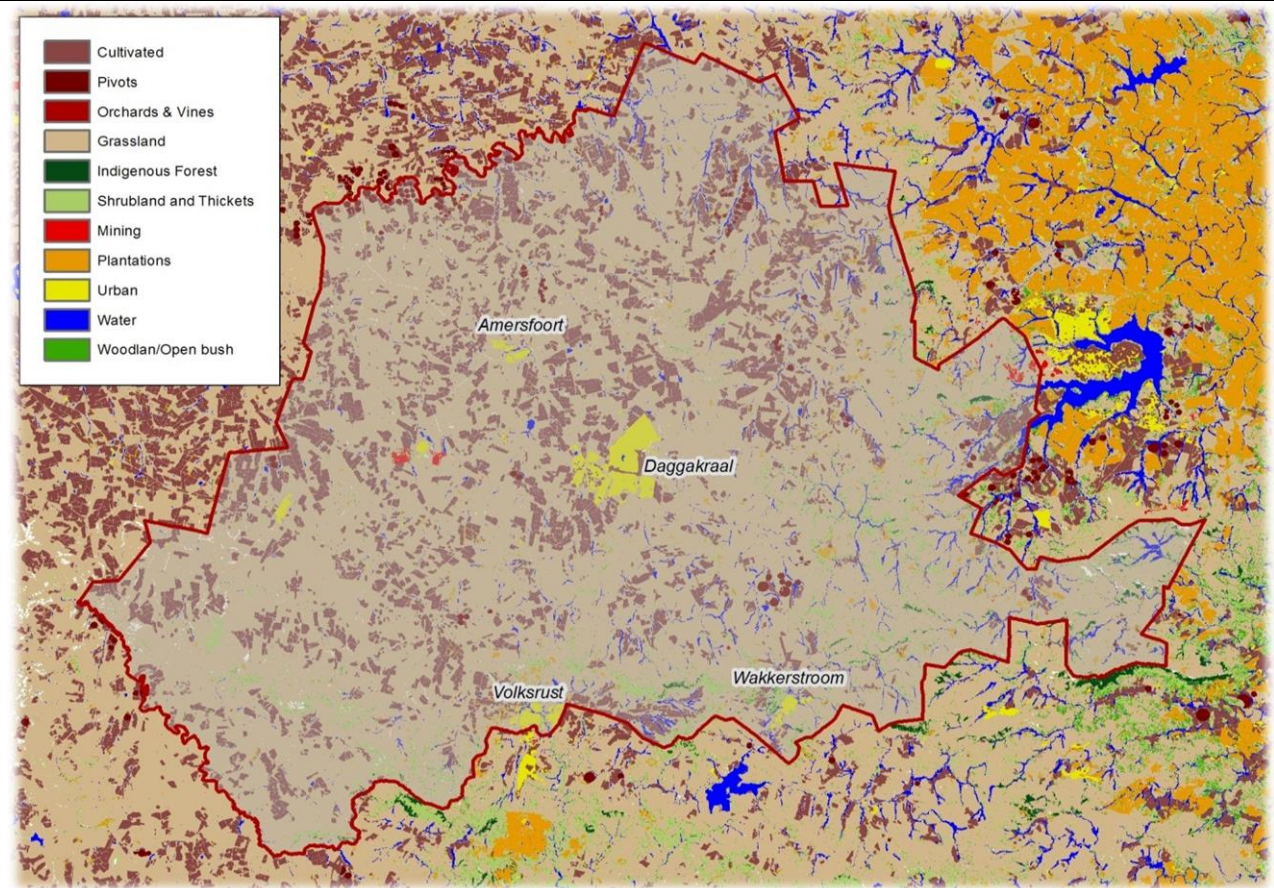 Cultivated
Pivots
Orchards & Vines
Grassland
Indigenous Forest
Shrubland and Thickets
Mining
Plantations
Urban
Water
Woodlan/Open bush
Amersfoort
Daggakraal
Wakkerstroom
Volksrust